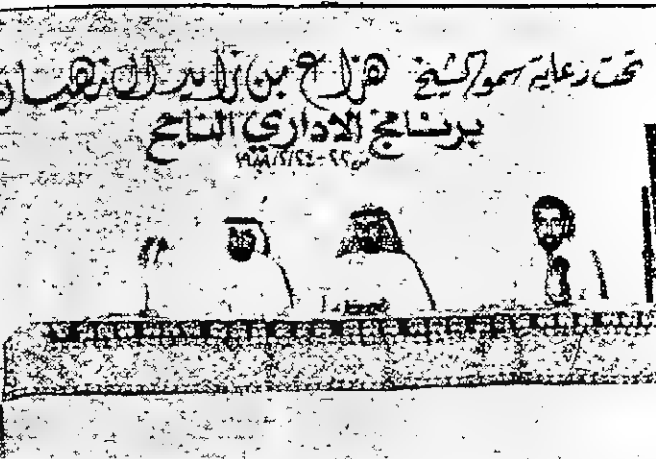 تحت رعاية سمو الشيخ هزاع بن زايد آل نهيان
برنامج الاداري الناجح